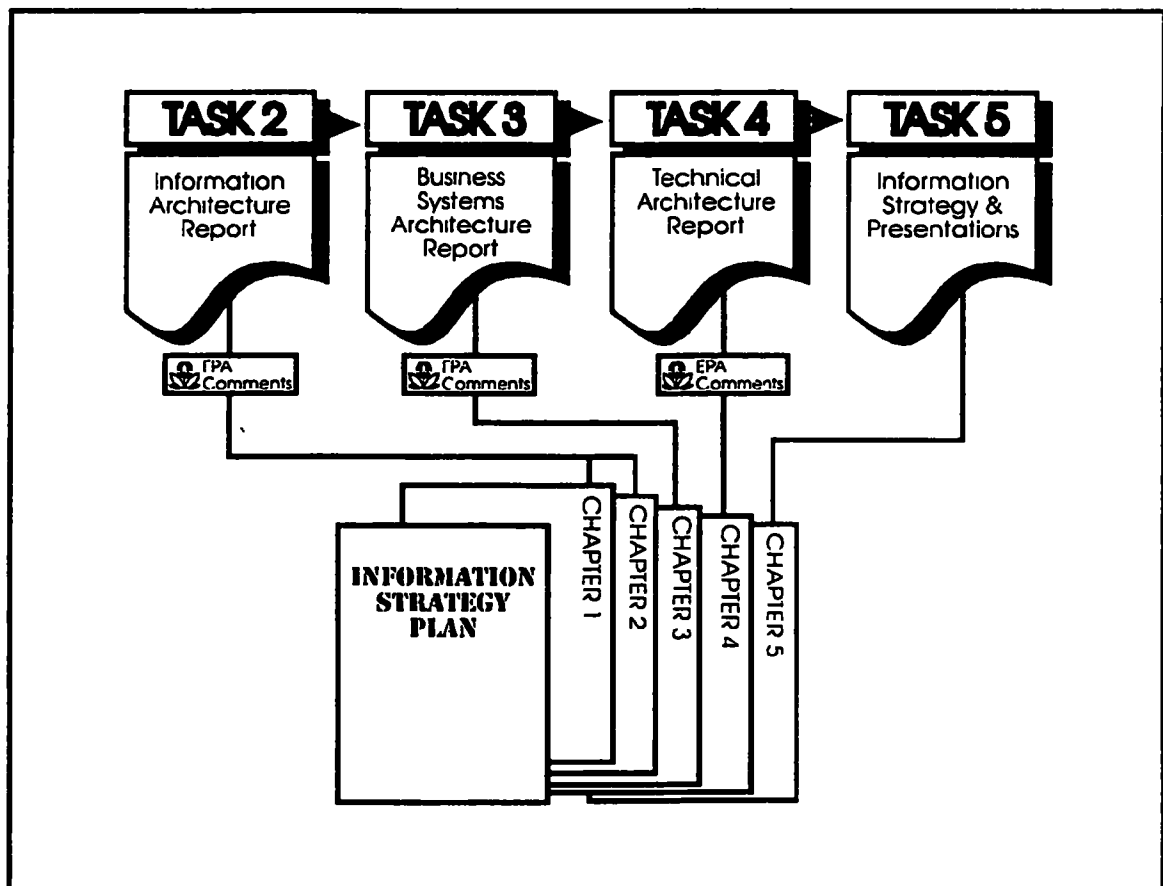 TASK 2
TASK 3
TASK 4
TASK 5
Information
Architecture
Report
Business
Systems
Architecture
Report
Technical
Architecture
Report
Information
Strategy &
Presentations
EPA
Comments
EPA
Comments
EPA
Comments
INFORMATION
STRATEGY
PLAN
CHAPTER 1
CHAPTER 2
CHAPTER 3
CHAPTER 4
CHAPTER 5